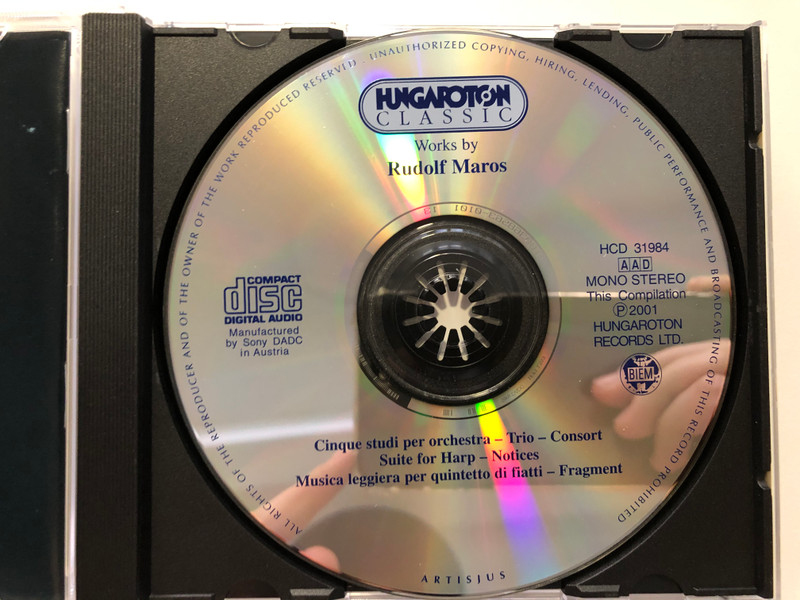 ALL RIGHTS OF THE REPRODUCER AND OF THE OWNER OF THE WORK REPRODUCED RESERVED · UNAUTHORIZED COPYING, HIRING, LENDING, PUBLIC PERFORMANCE AND BROADCASTING OF THIS RECORD PROHIBITED
HUNGAROTON
CLASSIC
Works by
Rudolf Maros
COMPACT
disc
DIGITAL AUDIO
Manufactured
by Sony DADC
in Austria
HCD 31984
AAD
MONO STEREO
This Compilation
Ⓟ2001
HUNGAROTON
RECORDS LTD.
BIEM
Cinque studi per orchestra – Trio – Consort
Suite for Harp – Notices
Musica leggiera per quintetto di fiatti – Fragment
ARTISJUS